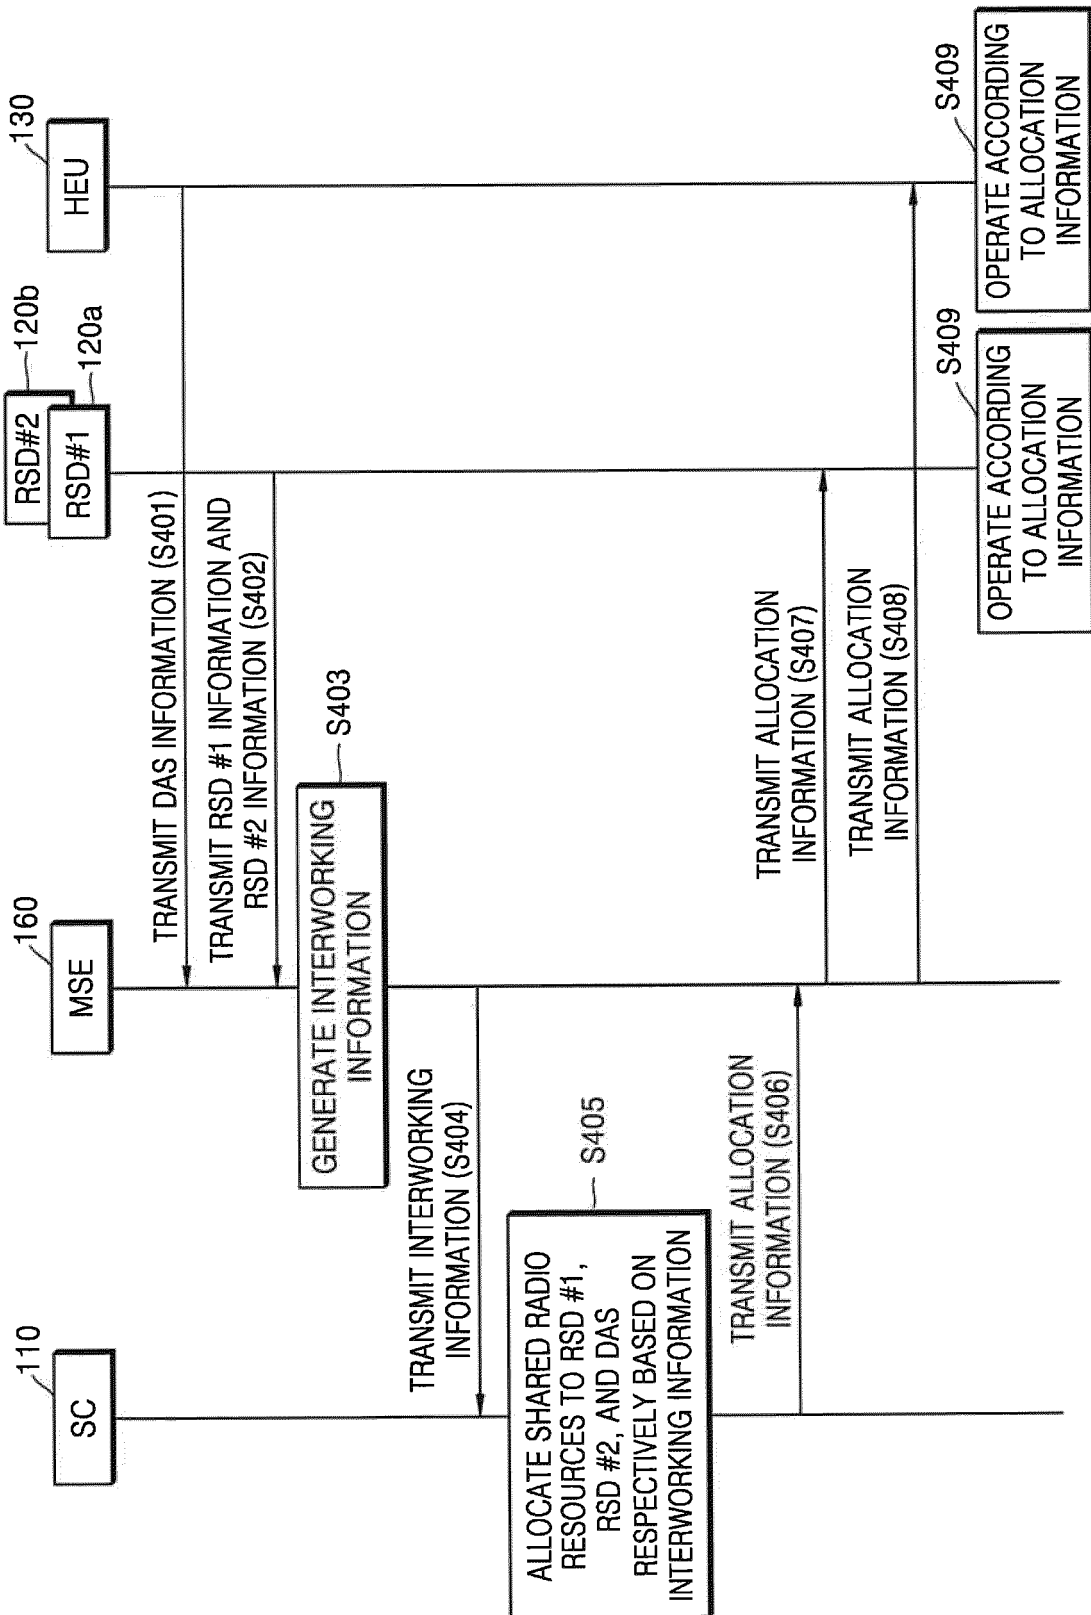 SC
110
MSE
160
RSD#2
120b
RSD#1
120a
HEU
130
TRANSMIT DAS INFORMATION (S401)
TRANSMIT RSD #1 INFORMATION AND
RSD #2 INFORMATION (S402)
GENERATE INTERWORKING
INFORMATION
S403
TRANSMIT INTERWORKING
INFORMATION (S404)
ALLOCATE SHARED RADIO
RESOURCES TO RSD #1,
RSD #2, AND DAS
RESPECTIVELY BASED ON
INTERWORKING INFORMATION
S405
TRANSMIT ALLOCATION
INFORMATION (S406)
TRANSMIT ALLOCATION
INFORMATION (S407)
TRANSMIT ALLOCATION
INFORMATION (S408)
OPERATE ACCORDING
TO ALLOCATION
INFORMATION
S409
OPERATE ACCORDING
TO ALLOCATION
INFORMATION
S409